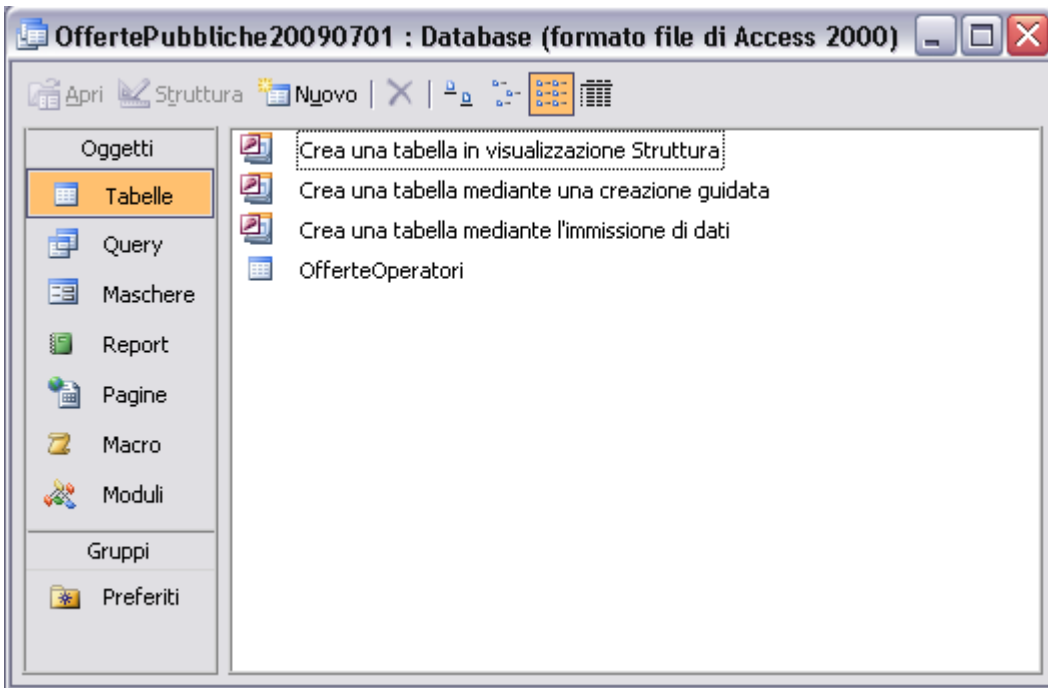 OffertePubbliche20090701 : Database (formato file di Access 2000)
Apri Struttura Nuovo
Oggetti
Tabelle
Query
Maschere
Report
Pagine
Macro
Moduli
Gruppi
Preferiti
Crea una tabella in visualizzazione Struttura
Crea una tabella mediante una creazione guidata
Crea una tabella mediante l'immissione di dati
OfferteOperatori